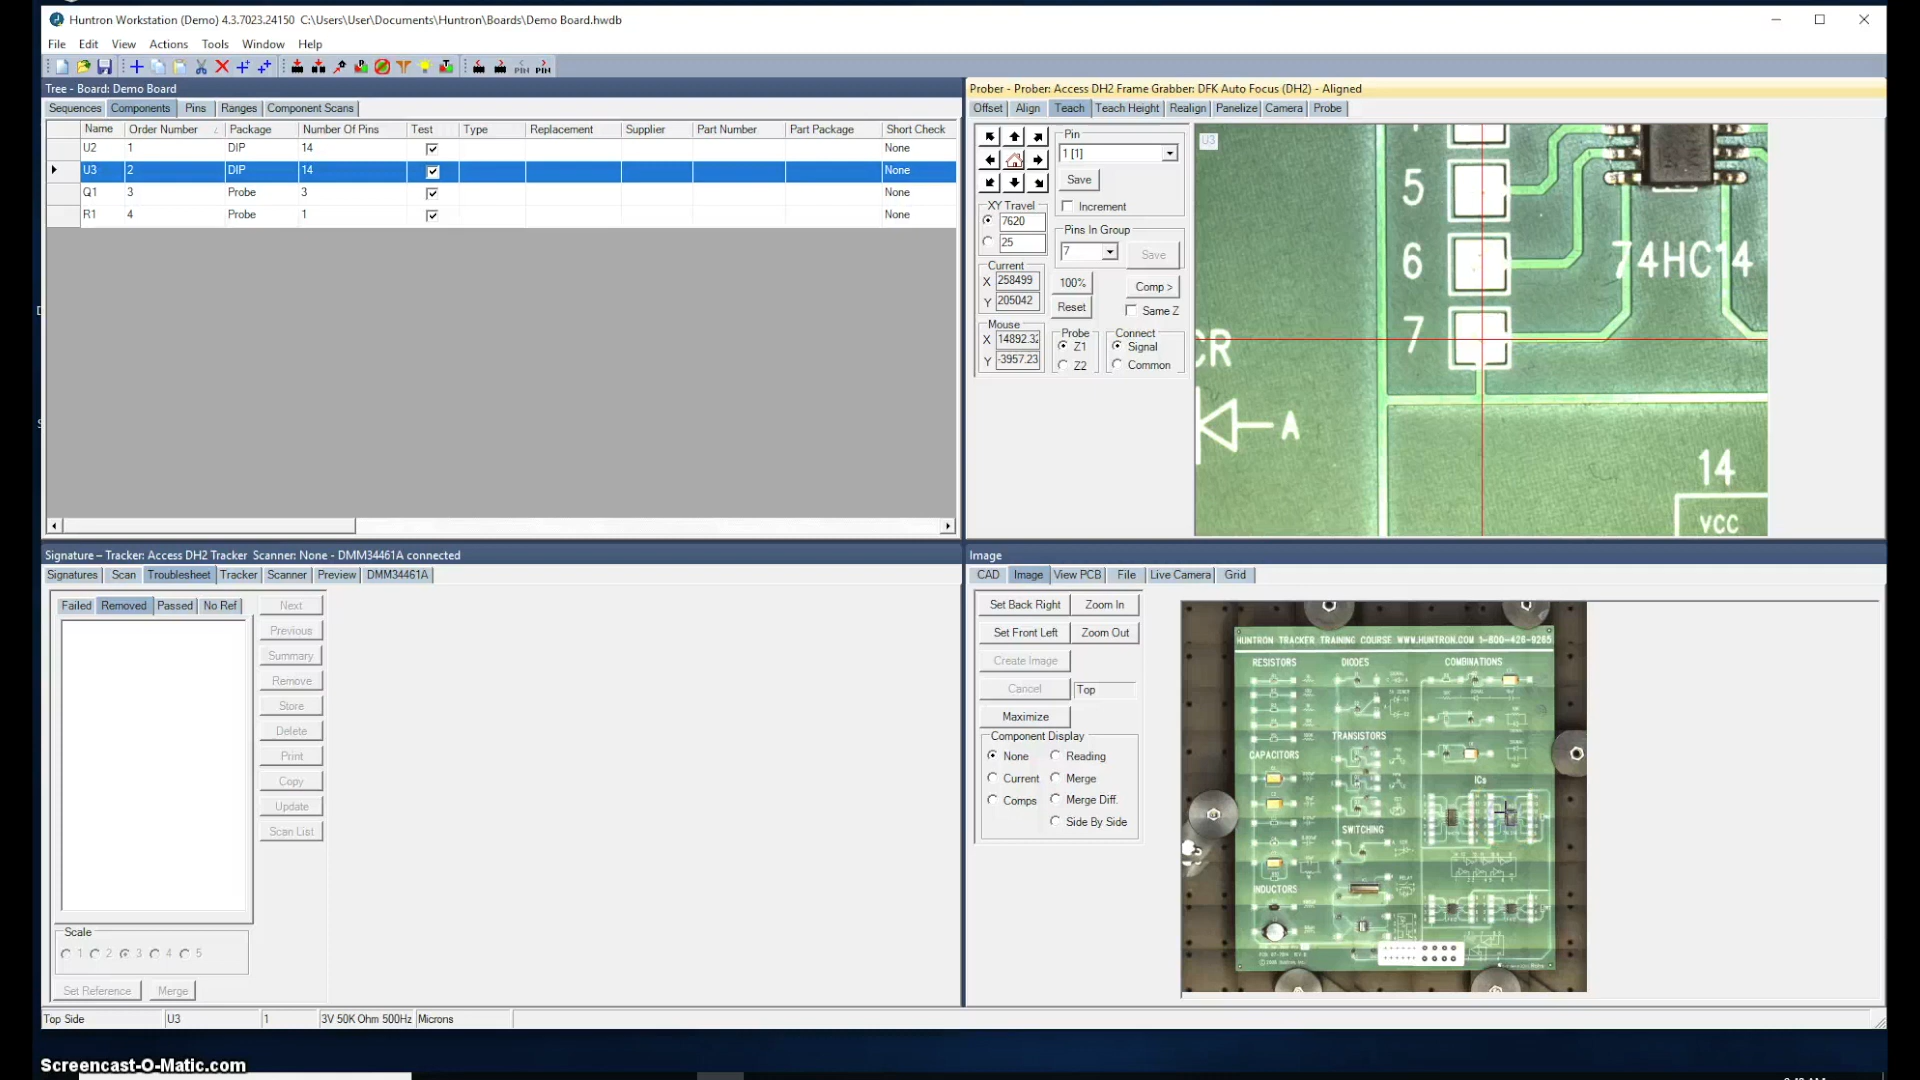 Huntron Workstation (Demo) 4.3.7023.24150 C:\Users\User\Documents\Huntron\Boards\Demo Board.hwdb
File Edit View Actions Tools Window Help
Tree - Board: Demo Board
Sequences Components Pins Ranges Component Scans
Name Order Number Package Number Of Pins Test Type Replacement Supplier Part Number Part Package Short Check
U2 1 DIP 14 None
U3 2 DIP 14 None
Q1 3 Probe 3 None
R1 4 Probe 1 None
Prober - Prober: Access DH2 Frame Grabber: DFK Auto Focus (DH2) - Aligned
Offset Align Teach Teach Height Realign Panelize Camera Probe
Pin
1 [1]
Save
Increment
XY Travel
7620
25
Pins In Group
7 Save
Current
X 258499
Y 205042
100% Comp >
Reset Same Z
Mouse
X 14892.32
Y -3957.23
Probe
Z1
Z2
Connect
Signal
Common
U3
5
6
7
74HC14
CR
A
14
VCC
Signature – Tracker: Access DH2 Tracker Scanner: None - DMM34461A connected
Signatures Scan Troublesheet Tracker Scanner Preview DMM34461A
Failed Removed Passed No Ref
Next
Previous
Summary
Remove
Store
Delete
Print
Copy
Update
Scan List
Scale
1 2 3 4 5
Set Reference Merge
Image
CAD Image View PCB File Live Camera Grid
Set Back Right Zoom In
Set Front Left Zoom Out
Create Image
Cancel Top
Maximize
Component Display
None Reading
Current Merge
Comps Merge Diff.
Side By Side
HUNTRON TRACKER TRAINING COURSE WWW.HUNTRON.COM 1-800-426-9265
RESISTORS DIODES COMBINATIONS
TRANSISTORS
CAPACITORS
ICs
SWITCHING
INDUCTORS
Top Side U3 1 3V 50K Ohm 500Hz Microns
Screencast-O-Matic.com